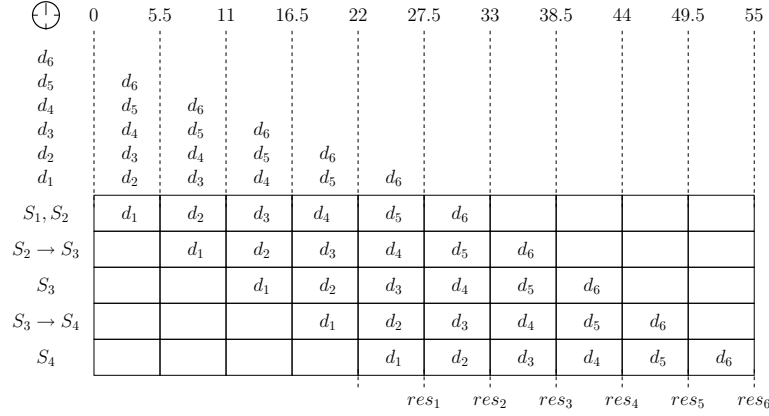 0 5.5 11 16.5 22 27.5 33 38.5 44 49.5 55
d₆
d₅ d₆
d₄ d₅ d₆
d₃ d₄ d₅ d₆
d₂ d₃ d₄ d₅ d₆
d₁ d₂ d₃ d₄ d₅ d₆
S₁, S₂ d₁ d₂ d₃ d₄ d₅ d₆
S₂ → S₃ d₁ d₂ d₃ d₄ d₅ d₆
S₃ d₁ d₂ d₃ d₄ d₅ d₆
S₃ → S₄ d₁ d₂ d₃ d₄ d₅ d₆
S₄ d₁ d₂ d₃ d₄ d₅ d₆
res₁ res₂ res₃ res₄ res₅ res₆